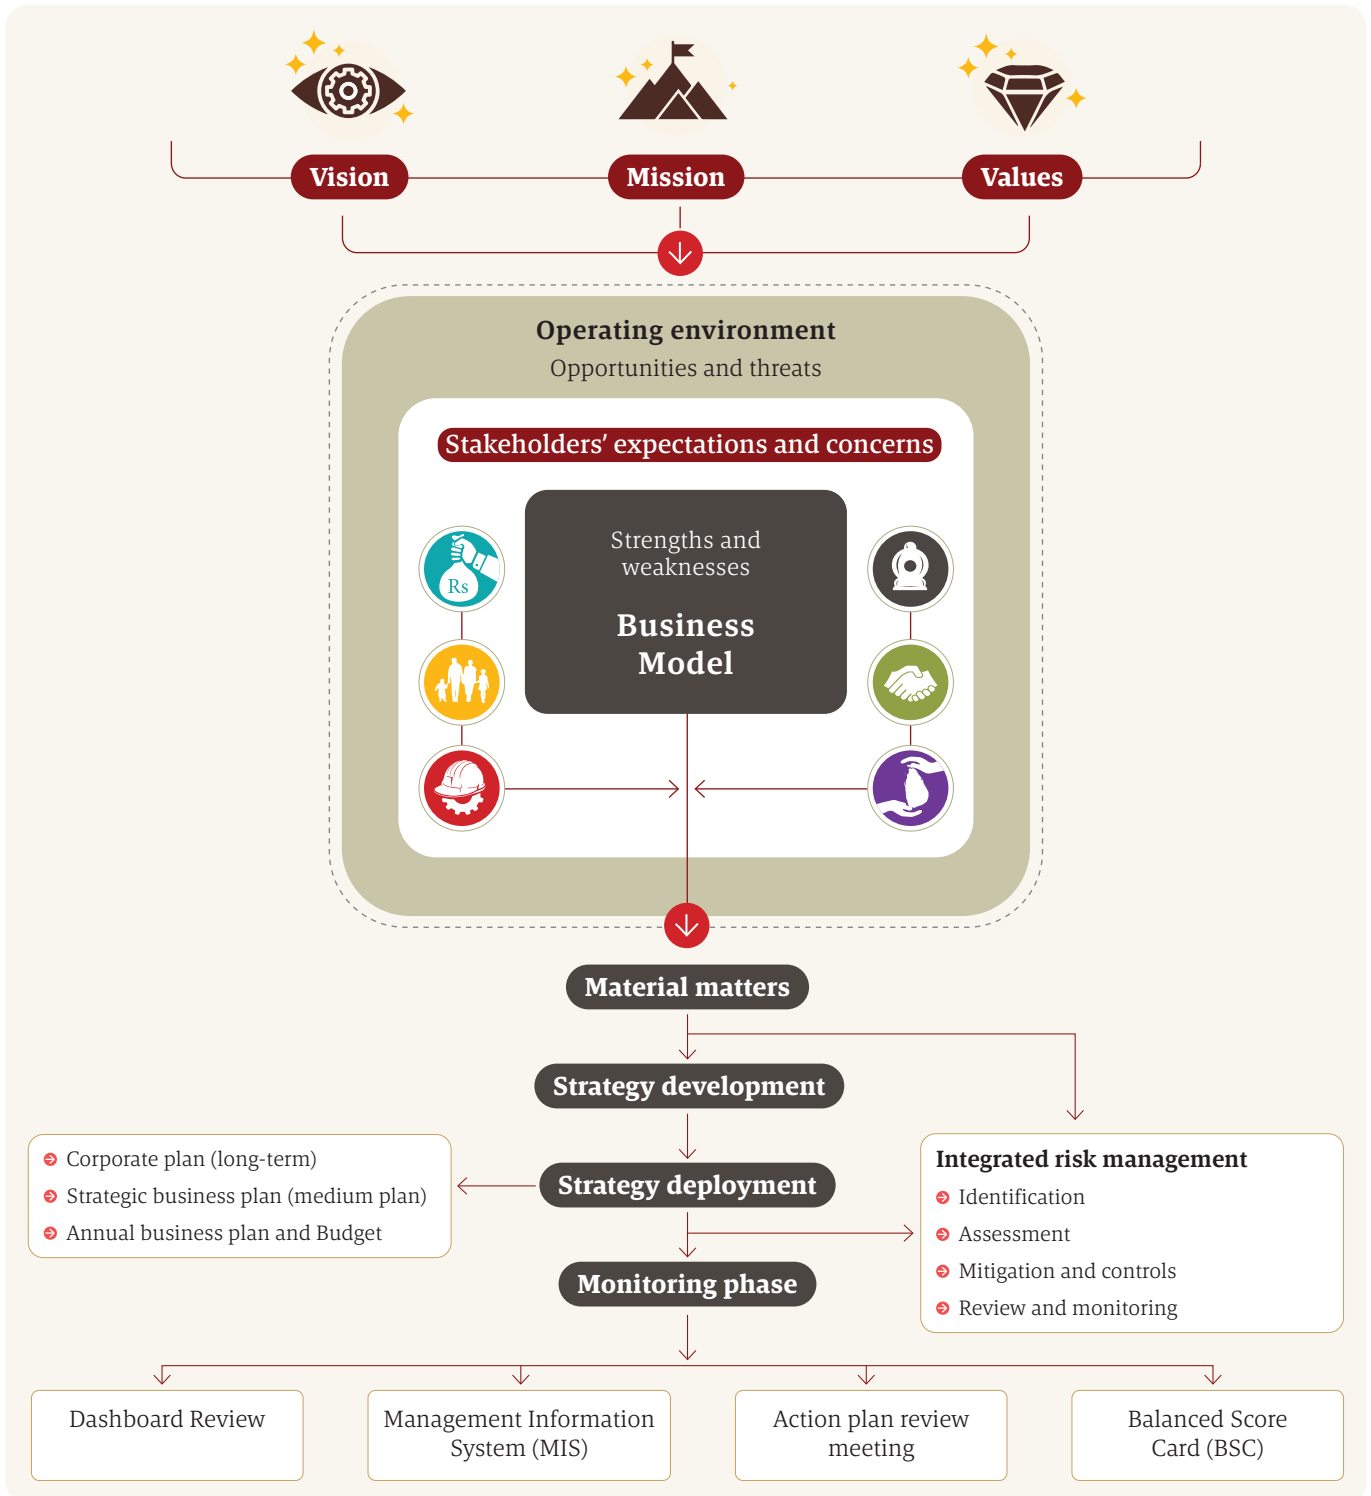 Vision
Mission
Values
Operating environment
Opportunities and threats
Stakeholders’ expectations and concerns
Strengths and
weaknesses
Business
Model
Rs
Material matters
Strategy development
Strategy deployment
Corporate plan (long-term)
Strategic business plan (medium plan)
Annual business plan and Budget
Integrated risk management
Identification
Assessment
Mitigation and controls
Review and monitoring
Monitoring phase
Dashboard Review
Management Information
System (MIS)
Action plan review
meeting
Balanced Score
Card (BSC)